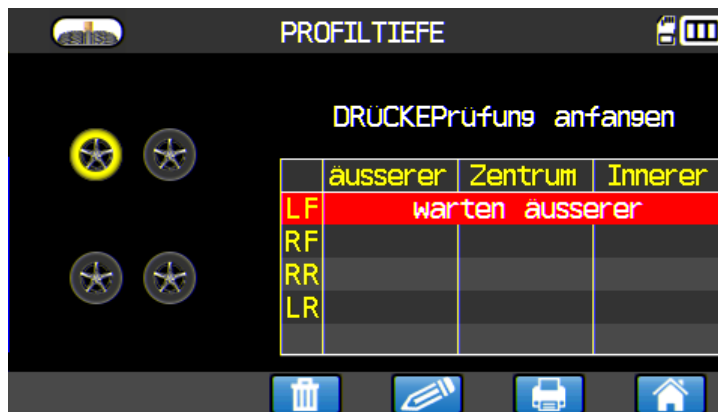 PROFILTIEFE
DRÜCKEPrüfung anfangen
äusserer Zentrum Innerer
LF warten äusserer
RF
RR
LR